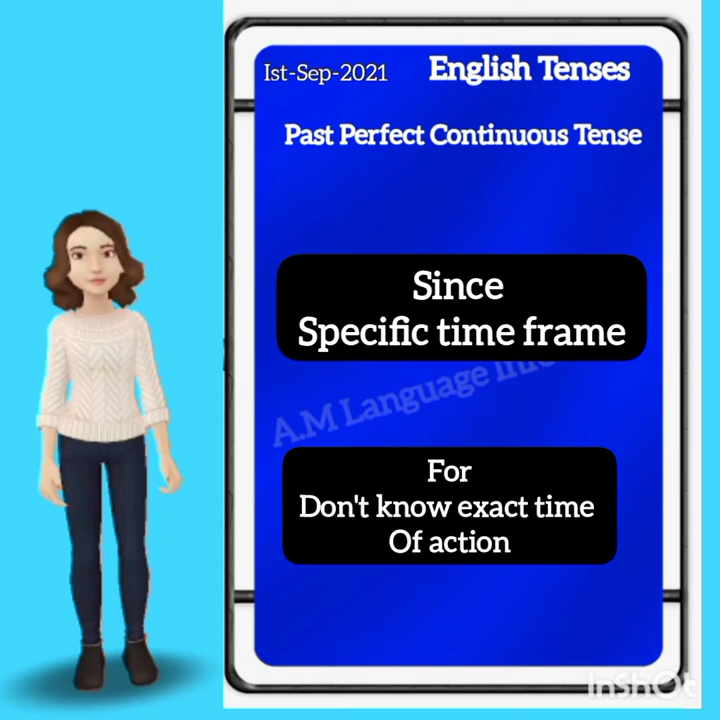 Ist-Sep-2021
English Tenses
Past Perfect Continuous Tense
Since
Specific time frame
A.M Language
For
Don't know exact time
Of action
InShOt